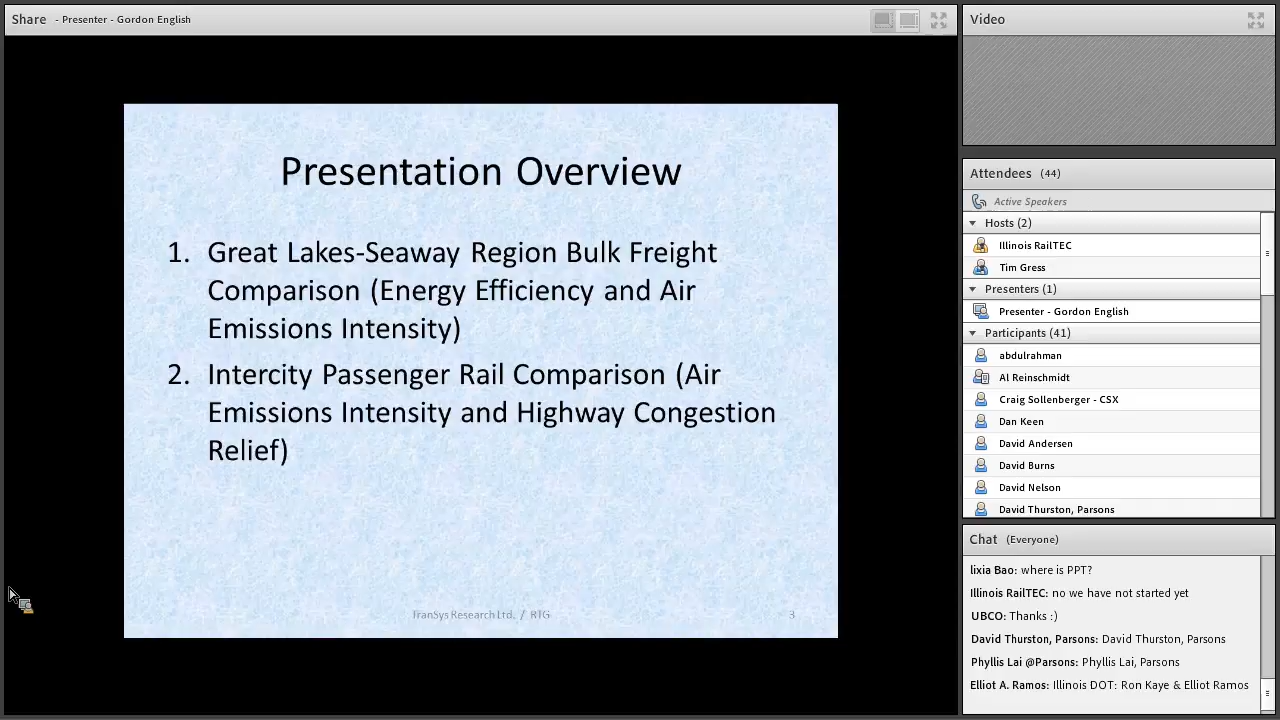 Share - Presenter - Gordon English
Presentation Overview
1. Great Lakes-Seaway Region Bulk Freight
Comparison (Energy Efficiency and Air
Emissions Intensity)
2. Intercity Passenger Rail Comparison (Air
Emissions Intensity and Highway Congestion
Relief)
TranSys Research Ltd. / RTG 3
Video
Attendees (44)
Active Speakers
Hosts (2)
Illinois RailTEC
Tim Gress
Presenters (1)
Presenter - Gordon English
Participants (41)
abdulrahman
Al Reinschmidt
Craig Sollenberger - CSX
Dan Keen
David Andersen
David Burns
David Nelson
David Thurston, Parsons
Chat (Everyone)
lixia Bao: where is PPT?
Illinois RailTEC: no we have not started yet
UBCO: Thanks :)
David Thurston, Parsons: David Thurston, Parsons
Phyllis Lai @Parsons: Phyllis Lai, Parsons
Elliot A. Ramos: Illinois DOT: Ron Kaye & Elliot Ramos